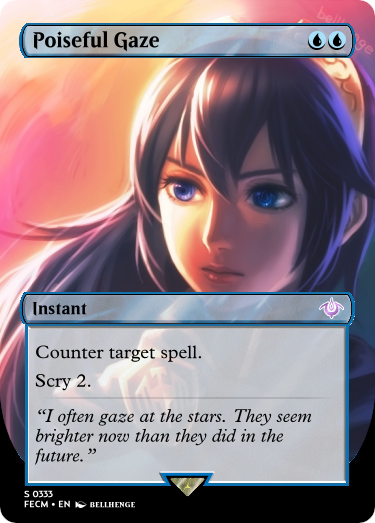 bellhenge
Poiseful Gaze
Instant
Counter target spell.
Scry 2.
“I often gaze at the stars. They seem
brighter now than they did in the
future.”
S 0333
FECM • EN BELLHENGE